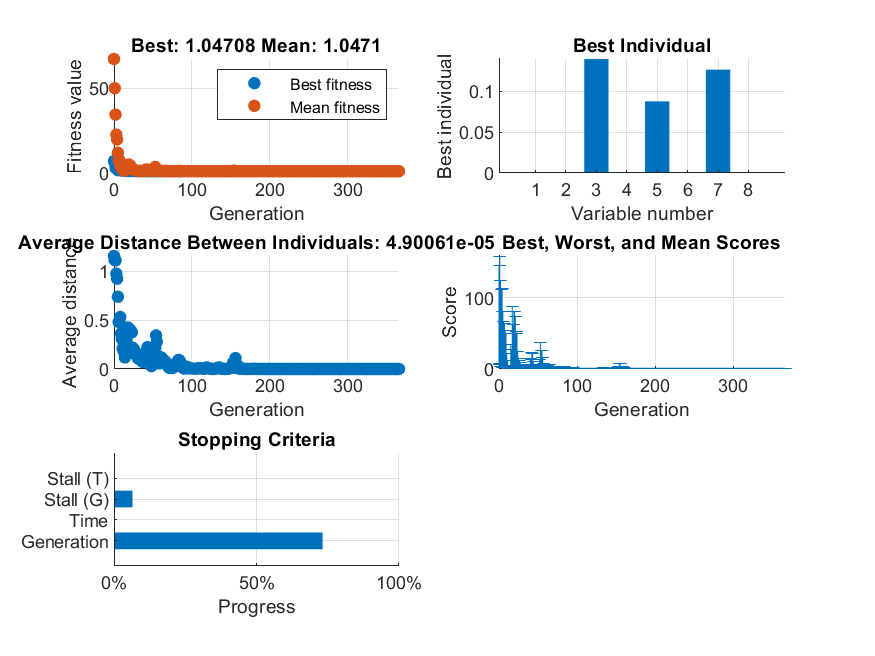 Best: 1.04708 Mean: 1.0471
Fitness value
50
0
Best fitness
Mean fitness
0 100 200 300
Generation
Best Individual
Best individual
0.1
0.05
0
1 2 3 4 5 6 7 8
Variable number
Average Distance Between Individuals: 4.90061e-05
Average distance
1
0.5
0
0 100 200 300
Generation
Best, Worst, and Mean Scores
Score
100
0
0 100 200 300
Generation
Stopping Criteria
Stall (T)
Stall (G)
Time
Generation
0% 50% 100%
Progress